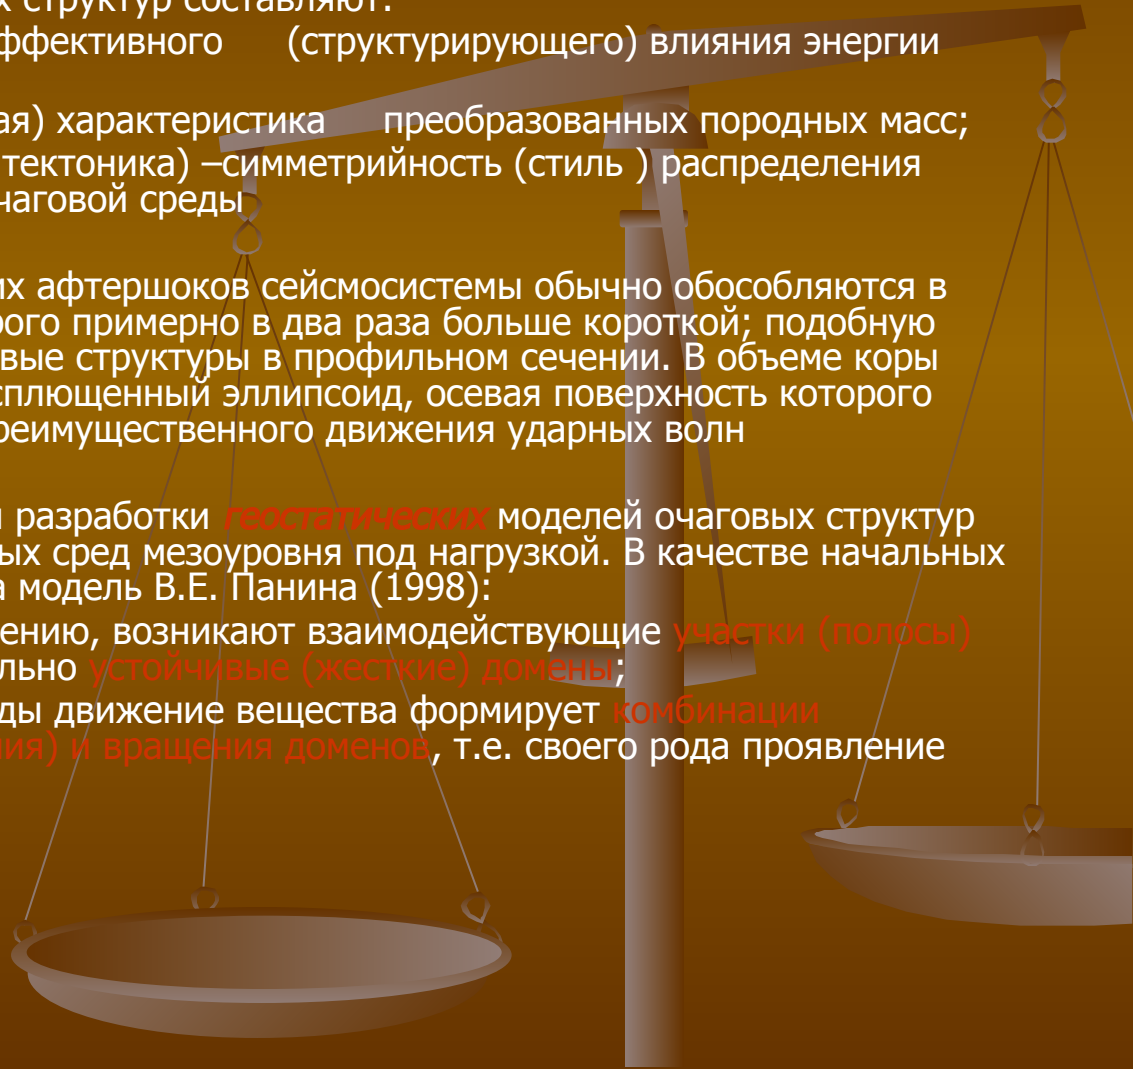 х структур составляют:
ффективного (структурирующего) влияния энергии
ая) характеристика преобразованных породных масс;
тектоника) –симметрийность (стиль ) распределения
чаговой среды
их афтершоков сейсмосистемы обычно обособляются в
рого примерно в два раза больше короткой; подобную
вые структуры в профильном сечении. В объеме коры
сплющенный эллипсоид, осевая поверхность которого
реимущественного движения ударных волн
и разработки геостатических моделей очаговых структур
ных сред мезоуровня под нагрузкой. В качестве начальных
а модель В.Е. Панина (1998):
ению, возникают взаимодействующие участки (полосы)
льно устойчивые (жесткие) домены;
ды движение вещества формирует комбинации
ния) и вращения доменов, т.е. своего рода проявление